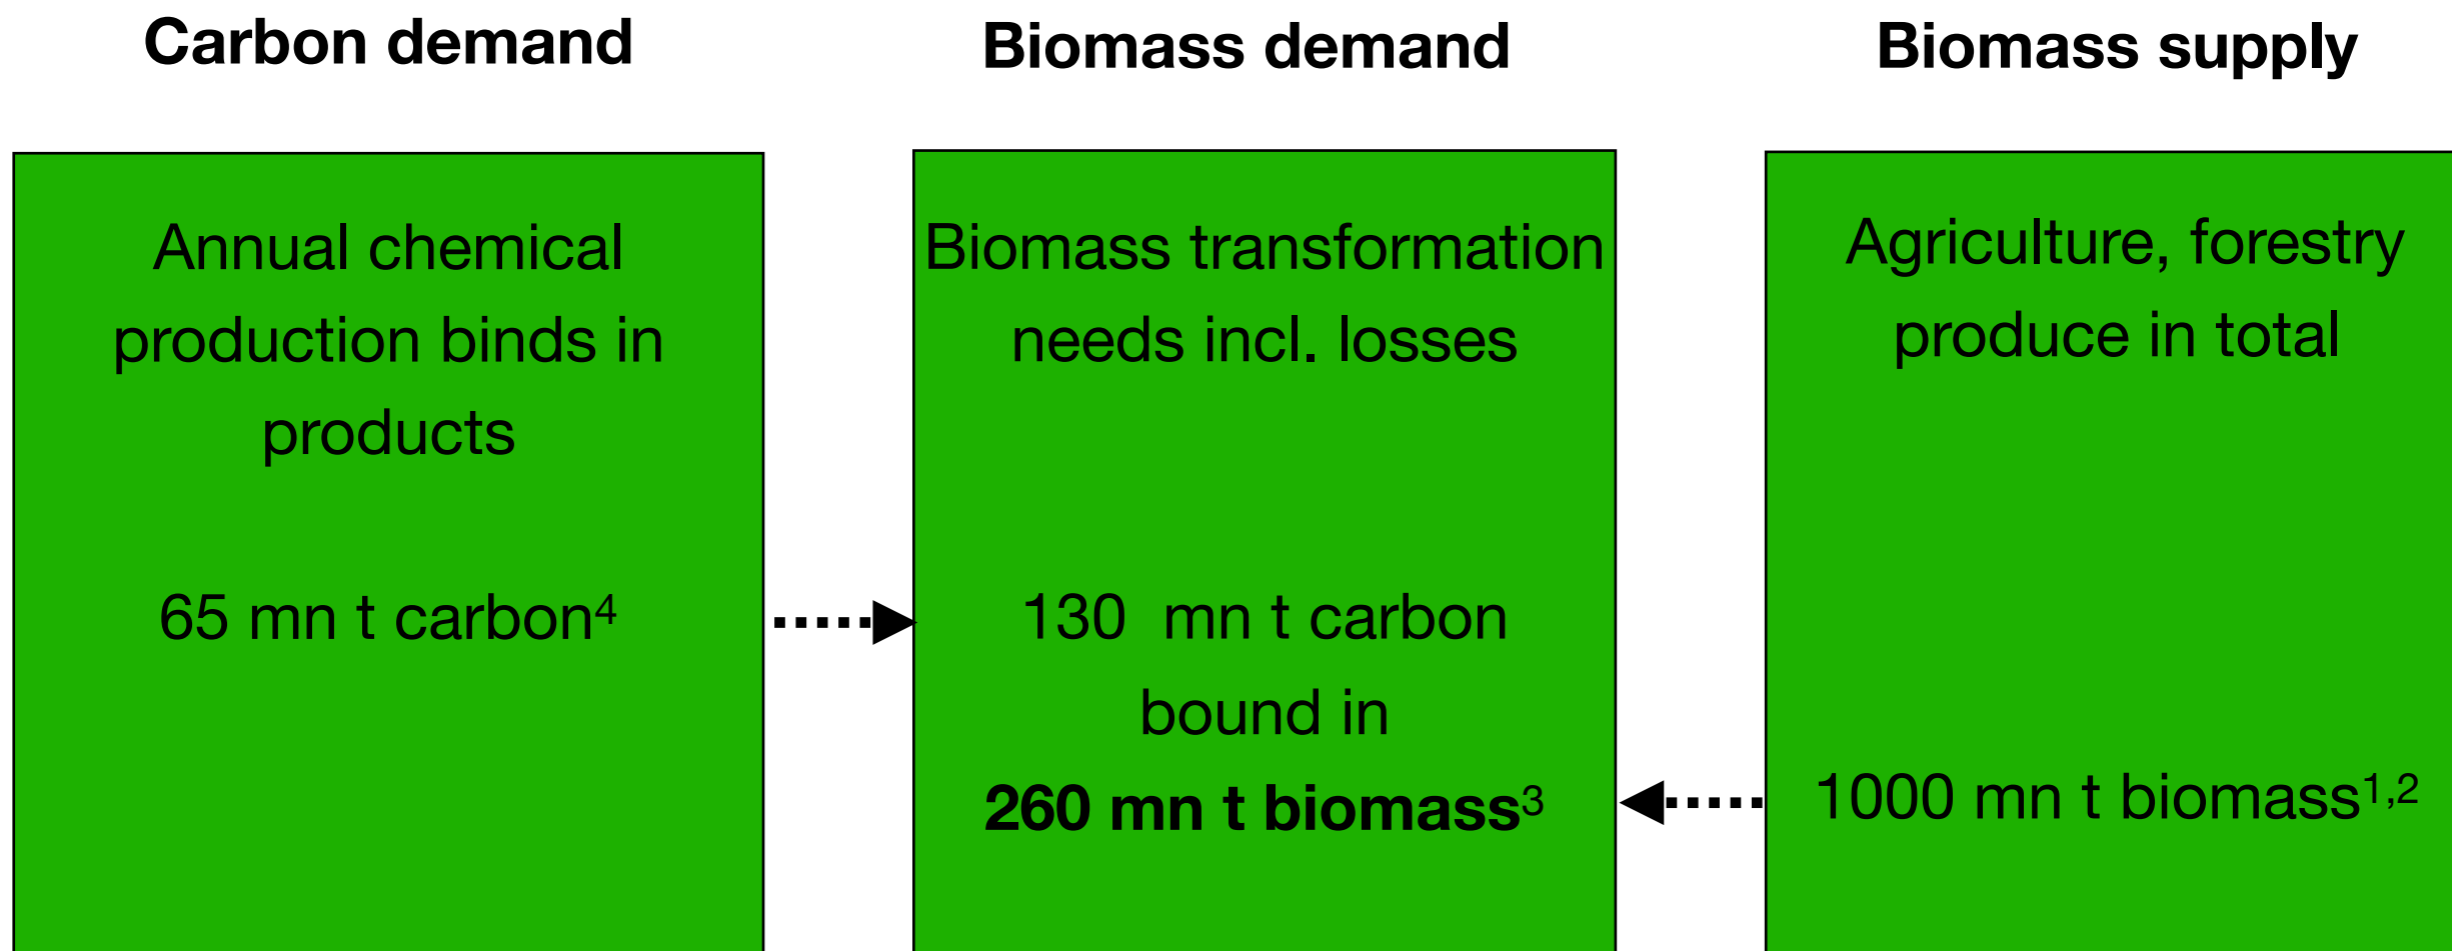 Carbon demand
Biomass demand
Biomass supply
Annual chemical
production binds in
products
65 mn t carbon⁴
Biomass transformation
needs incl. losses
130  mn t carbon
bound in
260 mn t biomass³
Agriculture, forestry
produce in total
1000 mn t biomass¹,²